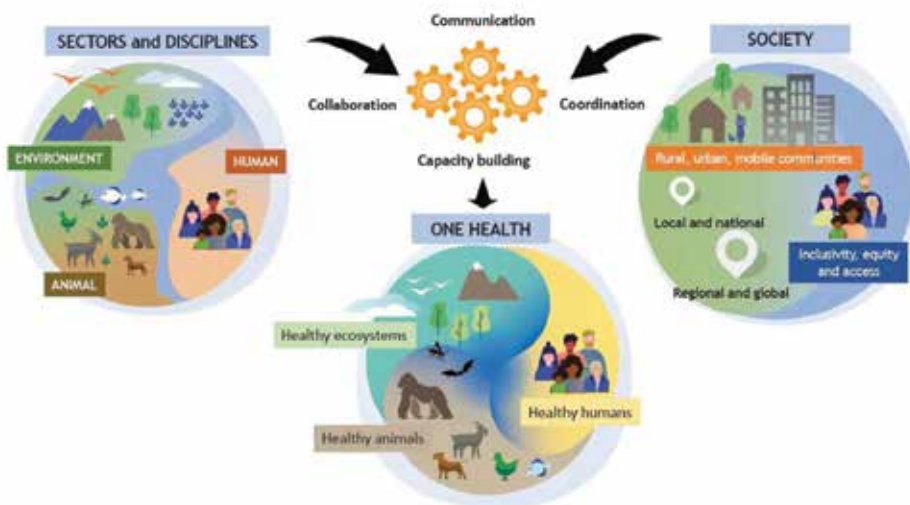 Communication
SECTORS and DISCIPLINES
SOCIETY
Collaboration
Coordination
ENVIRONMENT
HUMAN
Capacity building
Rural, urban, mobile communities
Local and national
ONE HEALTH
Inclusivity, equity
and access
ANIMAL
Regional and global
Healthy ecosystems
Healthy humans
Healthy animals